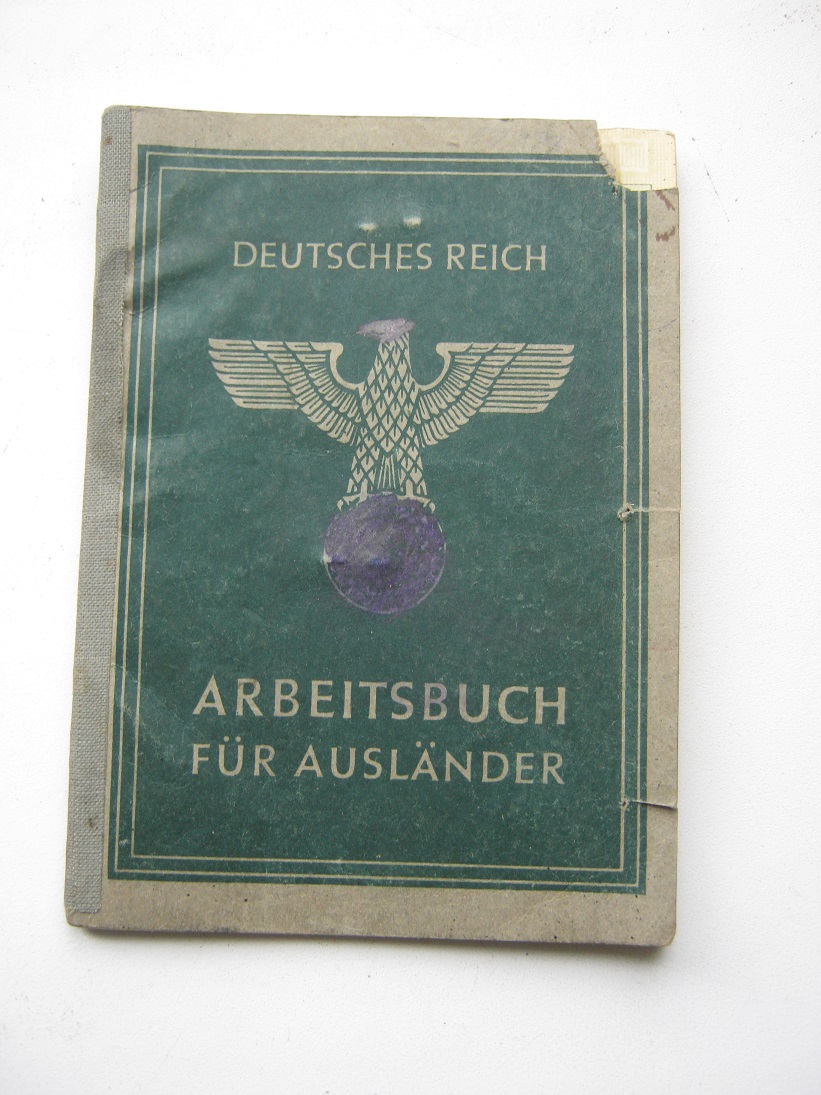 DEUTSCHES REICH
ARBEITSBUCH
FÜR AUSLÄNDER